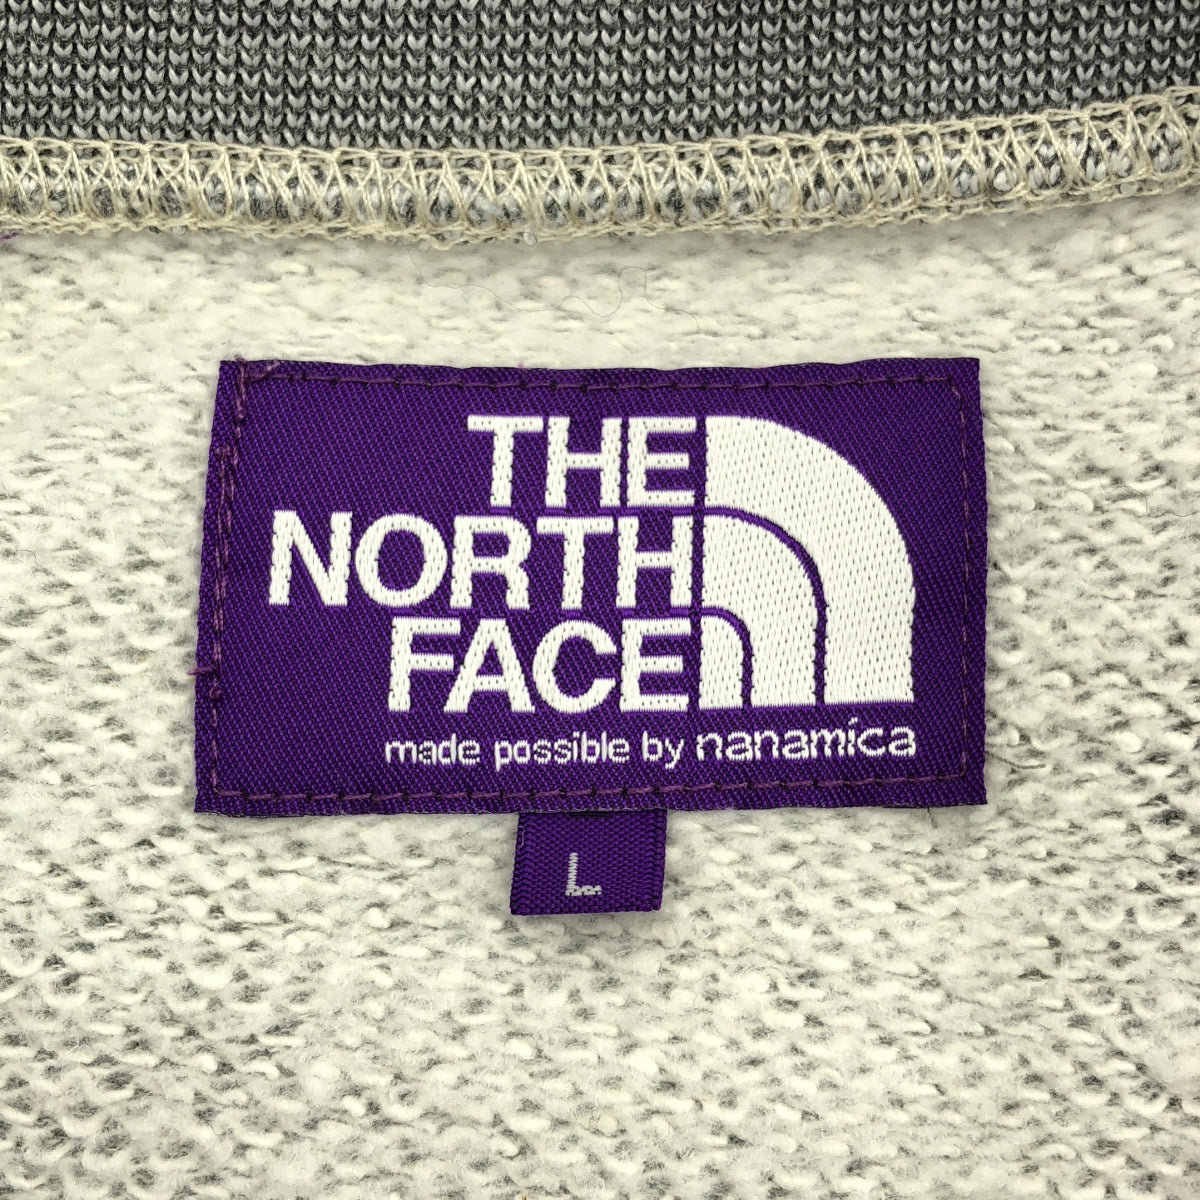 THE
NORTH
FACE
made possible by nanamica
L